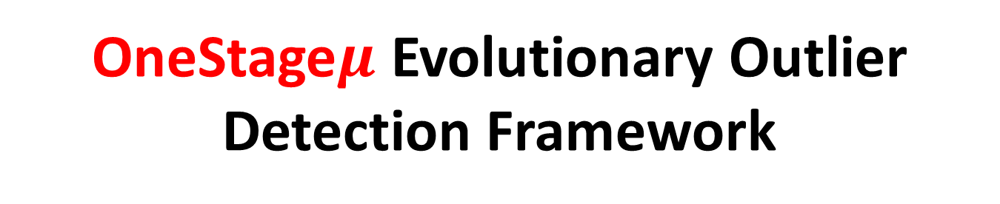 OneStageμ Evolutionary Outlier
Detection Framework